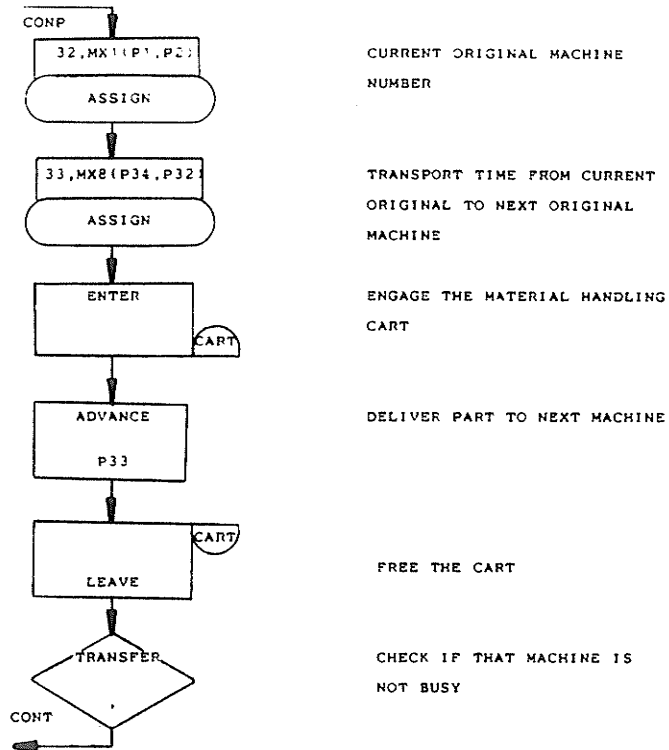 CONP
32,MX1(P1,P2)
ASSIGN
CURRENT ORIGINAL MACHINE
NUMBER
33,MX8(P34,P32)
ASSIGN
TRANSPORT TIME FROM CURRENT
ORIGINAL TO NEXT ORIGINAL
MACHINE
ENTER
CART
ENGAGE THE MATERIAL HANDLING
CART
ADVANCE
P33
DELIVER PART TO NEXT MACHINE
CART
LEAVE
FREE THE CART
TRANSFER
,
CHECK IF THAT MACHINE IS
NOT BUSY
CONT